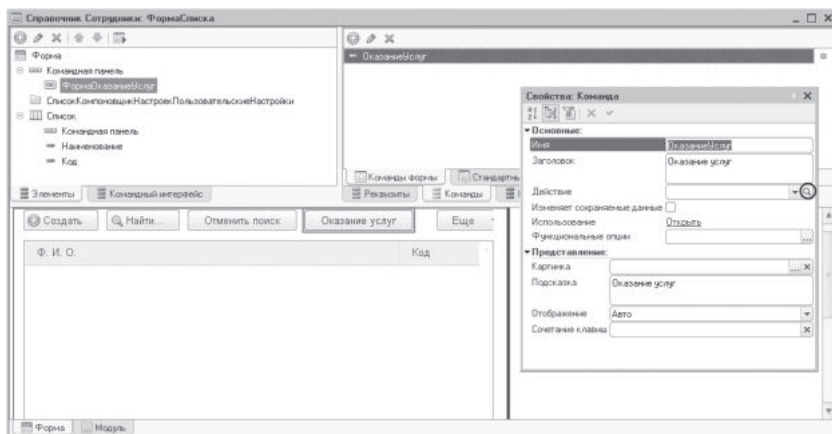 Справочник Сотрудники: ФормаСписка
Форма
Командная панель
ФормаОказаниеУслуг
СписокКомпоновщикНастроекПользовательскиеНастройки
Список
Командная панель
Наименование
Код
Элементы
Командный интерфейс
ОказаниеУслуг
Команды формы
Стандартны
Реквизиты
Команды
Свойства: Команда
Основные:
Имя ОказаниеУслуг
Заголовок Оказание услуг
Действие
Изменяет сохраняемые данные
Использование Открыть
Функциональные опции
Представление:
Картинка
Подсказка Оказание услуг
Отображение Авто
Сочетание клавиш
Создать Найти... Отменить поиск Оказание услуг Еще
Ф. И. О. Код
Форма Модуль